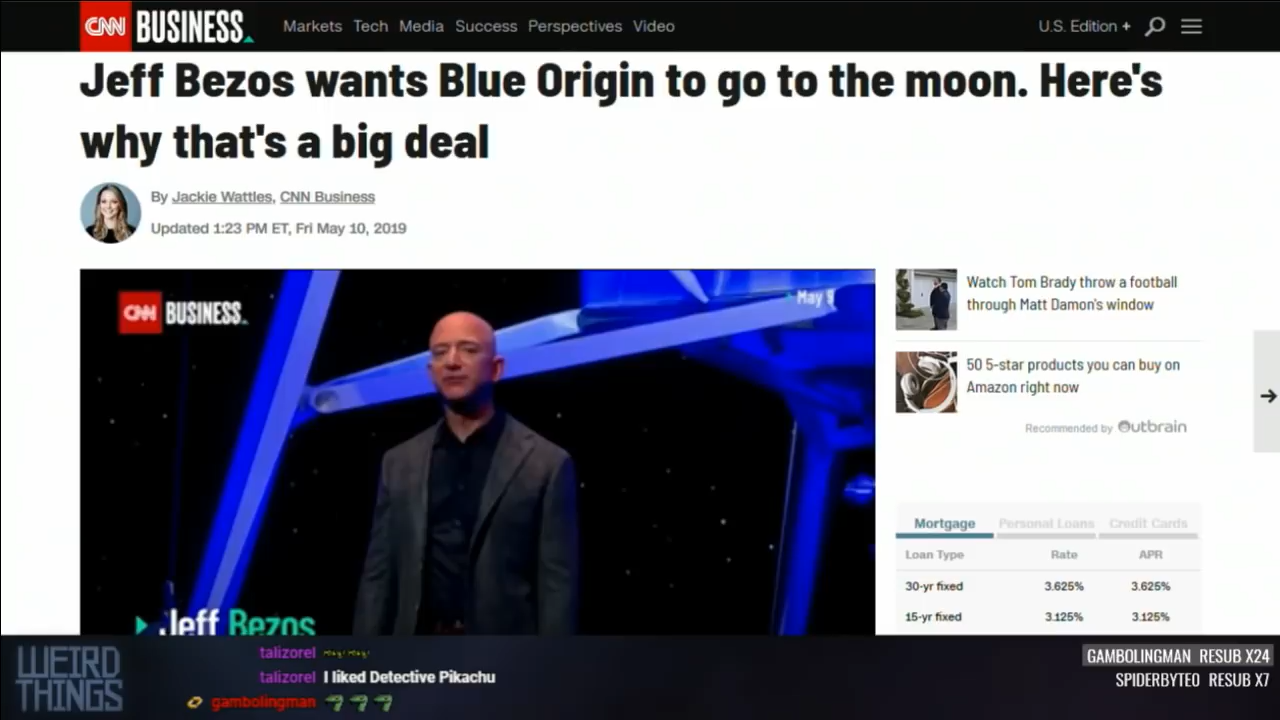 CNN BUSINESS
Markets Tech Media Success Perspectives Video
U.S. Edition +
Jeff Bezos wants Blue Origin to go to the moon. Here's
why that's a big deal
By Jackie Wattles, CNN Business
Updated 1:23 PM ET, Fri May 10, 2019
CNN BUSINESS
May 9
Jeff Bezos
Watch Tom Brady throw a football
through Matt Damon's window
50 5-star products you can buy on
Amazon right now
Recommended by Outbrain
Mortgage Personal Loans Credit Cards
Loan Type Rate APR
30-yr fixed 3.625% 3.625%
15-yr fixed 3.125% 3.125%
WEIRD
THINGS
talizorel
talizorel I liked Detective Pikachu
gambolingman
GAMBOLINGMAN RESUB X24
SPIDERBYTEO RESUB X7